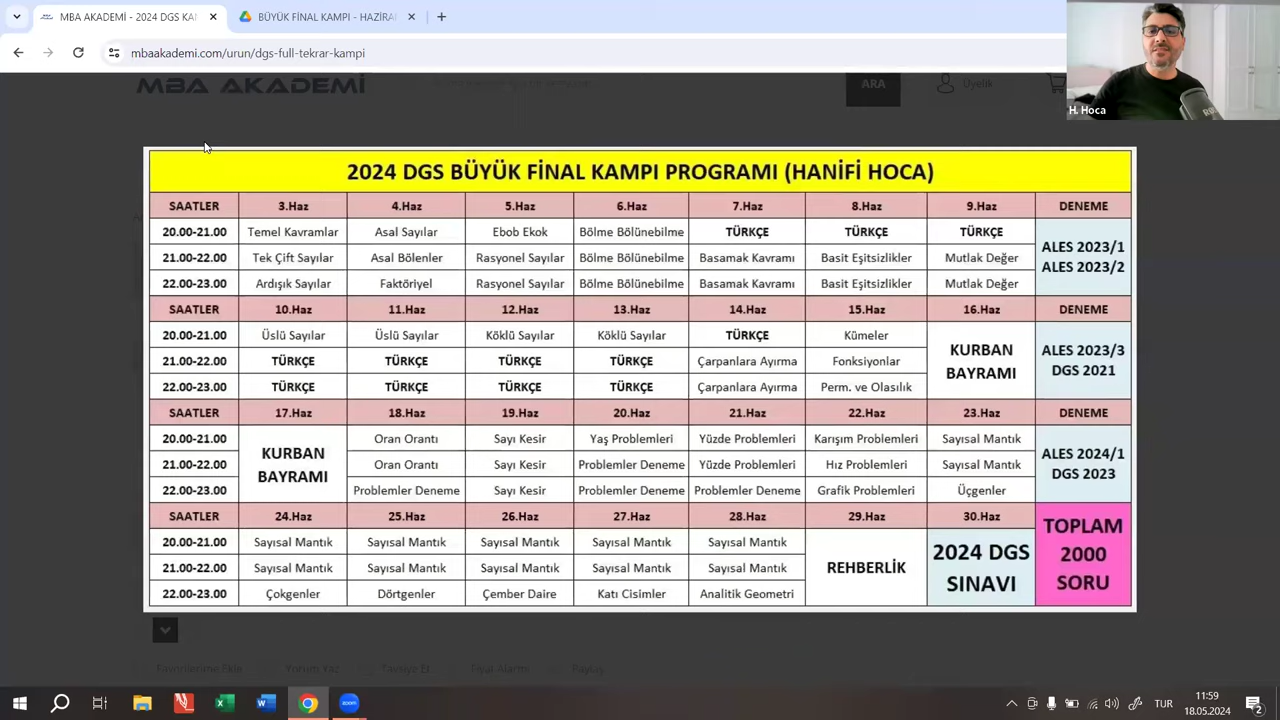 MBA AKADEMİ - 2024 DGS KA
BÜYÜK FİNAL KAMPI - HAZİRA
mbaakademi.com/urun/dgs-full-tekrar-kampi
MBA AKADEMİ
ARA
Üyelik
H. Hoca
2024 DGS BÜYÜK FİNAL KAMPI PROGRAMI (HANİFİ HOCA)
SAATLER 3.Haz 4.Haz 5.Haz 6.Haz 7.Haz 8.Haz 9.Haz DENEME
20.00-21.00 Temel Kavramlar Asal Sayılar Ebob Ekok Bölme Bölünebilme TÜRKÇE TÜRKÇE TÜRKÇE
ALES 2023/1
21.00-22.00 Tek Çift Sayılar Asal Bölenler Rasyonel Sayılar Bölme Bölünebilme Basamak Kavramı Basit Eşitsizlikler Mutlak Değer
ALES 2023/2
22.00-23.00 Ardışık Sayılar Faktöriyel Rasyonel Sayılar Bölme Bölünebilme Basamak Kavramı Basit Eşitsizlikler Mutlak Değer
SAATLER 10.Haz 11.Haz 12.Haz 13.Haz 14.Haz 15.Haz 16.Haz DENEME
20.00-21.00 Üslü Sayılar Üslü Sayılar Köklü Sayılar Köklü Sayılar TÜRKÇE Kümeler
KURBAN ALES 2023/3
21.00-22.00 TÜRKÇE TÜRKÇE TÜRKÇE TÜRKÇE Çarpanlara Ayırma Fonksiyonlar
BAYRAMI DGS 2021
22.00-23.00 TÜRKÇE TÜRKÇE TÜRKÇE TÜRKÇE Çarpanlara Ayırma Perm. ve Olasılık
SAATLER 17.Haz 18.Haz 19.Haz 20.Haz 21.Haz 22.Haz 23.Haz DENEME
20.00-21.00 Oran Orantı Sayı Kesir Yaş Problemleri Yüzde Problemleri Karışım Problemleri Sayısal Mantık
KURBAN ALES 2024/1
21.00-22.00 Oran Orantı Sayı Kesir Problemler Deneme Yüzde Problemleri Hız Problemleri Sayısal Mantık
BAYRAMI DGS 2023
22.00-23.00 Problemler Deneme Sayı Kesir Problemler Deneme Problemler Deneme Grafik Problemleri Üçgenler
SAATLER 24.Haz 25.Haz 26.Haz 27.Haz 28.Haz 29.Haz 30.Haz
TOPLAM
20.00-21.00 Sayısal Mantık Sayısal Mantık Sayısal Mantık Sayısal Mantık Sayısal Mantık
2024 DGS 2000
21.00-22.00 Sayısal Mantık Sayısal Mantık Sayısal Mantık Sayısal Mantık Sayısal Mantık REHBERLİK
SINAVI SORU
22.00-23.00 Çokgenler Dörtgenler Çember Daire Katı Cisimler Analitik Geometri
Favorilerime Ekle Yorum Yaz Tavsiye Et Fiyat Alarmı Paylaş
zoom
TUR
11:59
18.05.2024
2